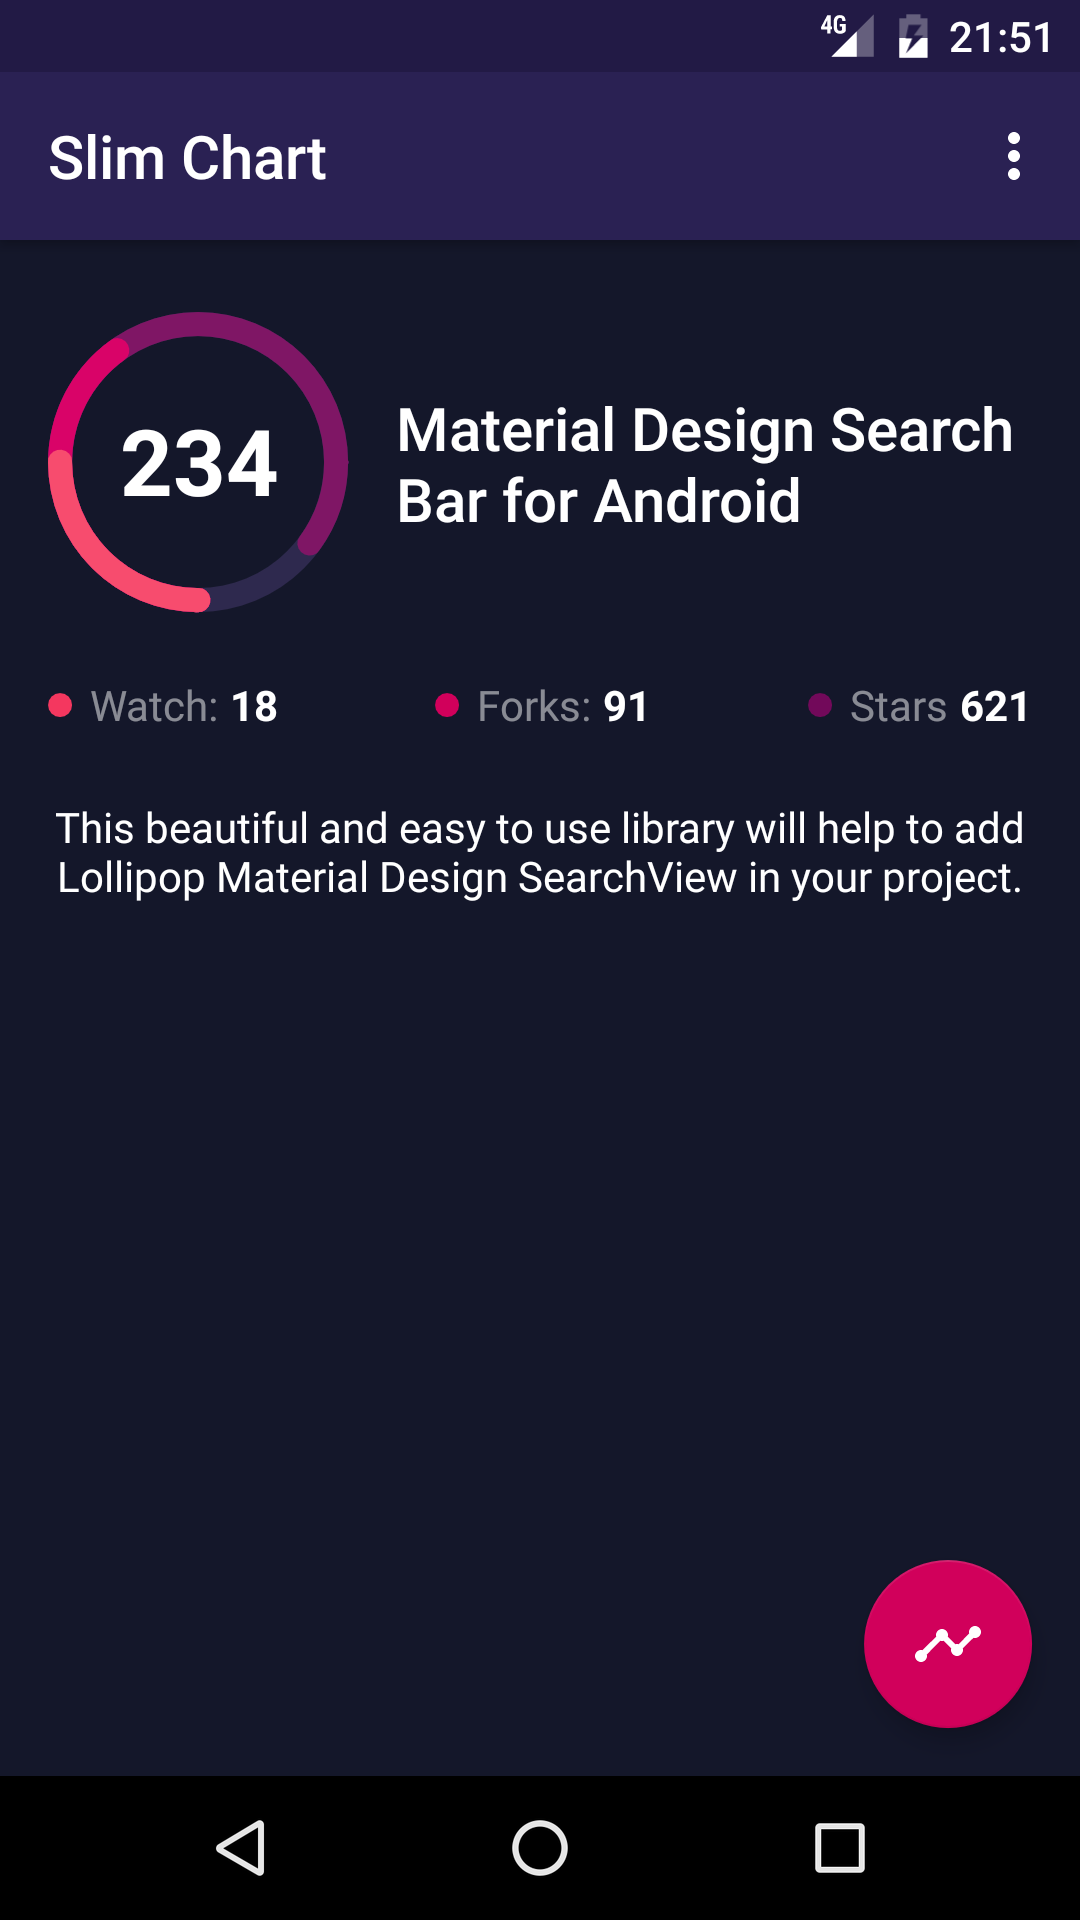 4G 21:51
Slim Chart
234
Material Design Search
Bar for Android
Watch: 18 Forks: 91 Stars 621
This beautiful and easy to use library will help to add
Lollipop Material Design SearchView in your project.